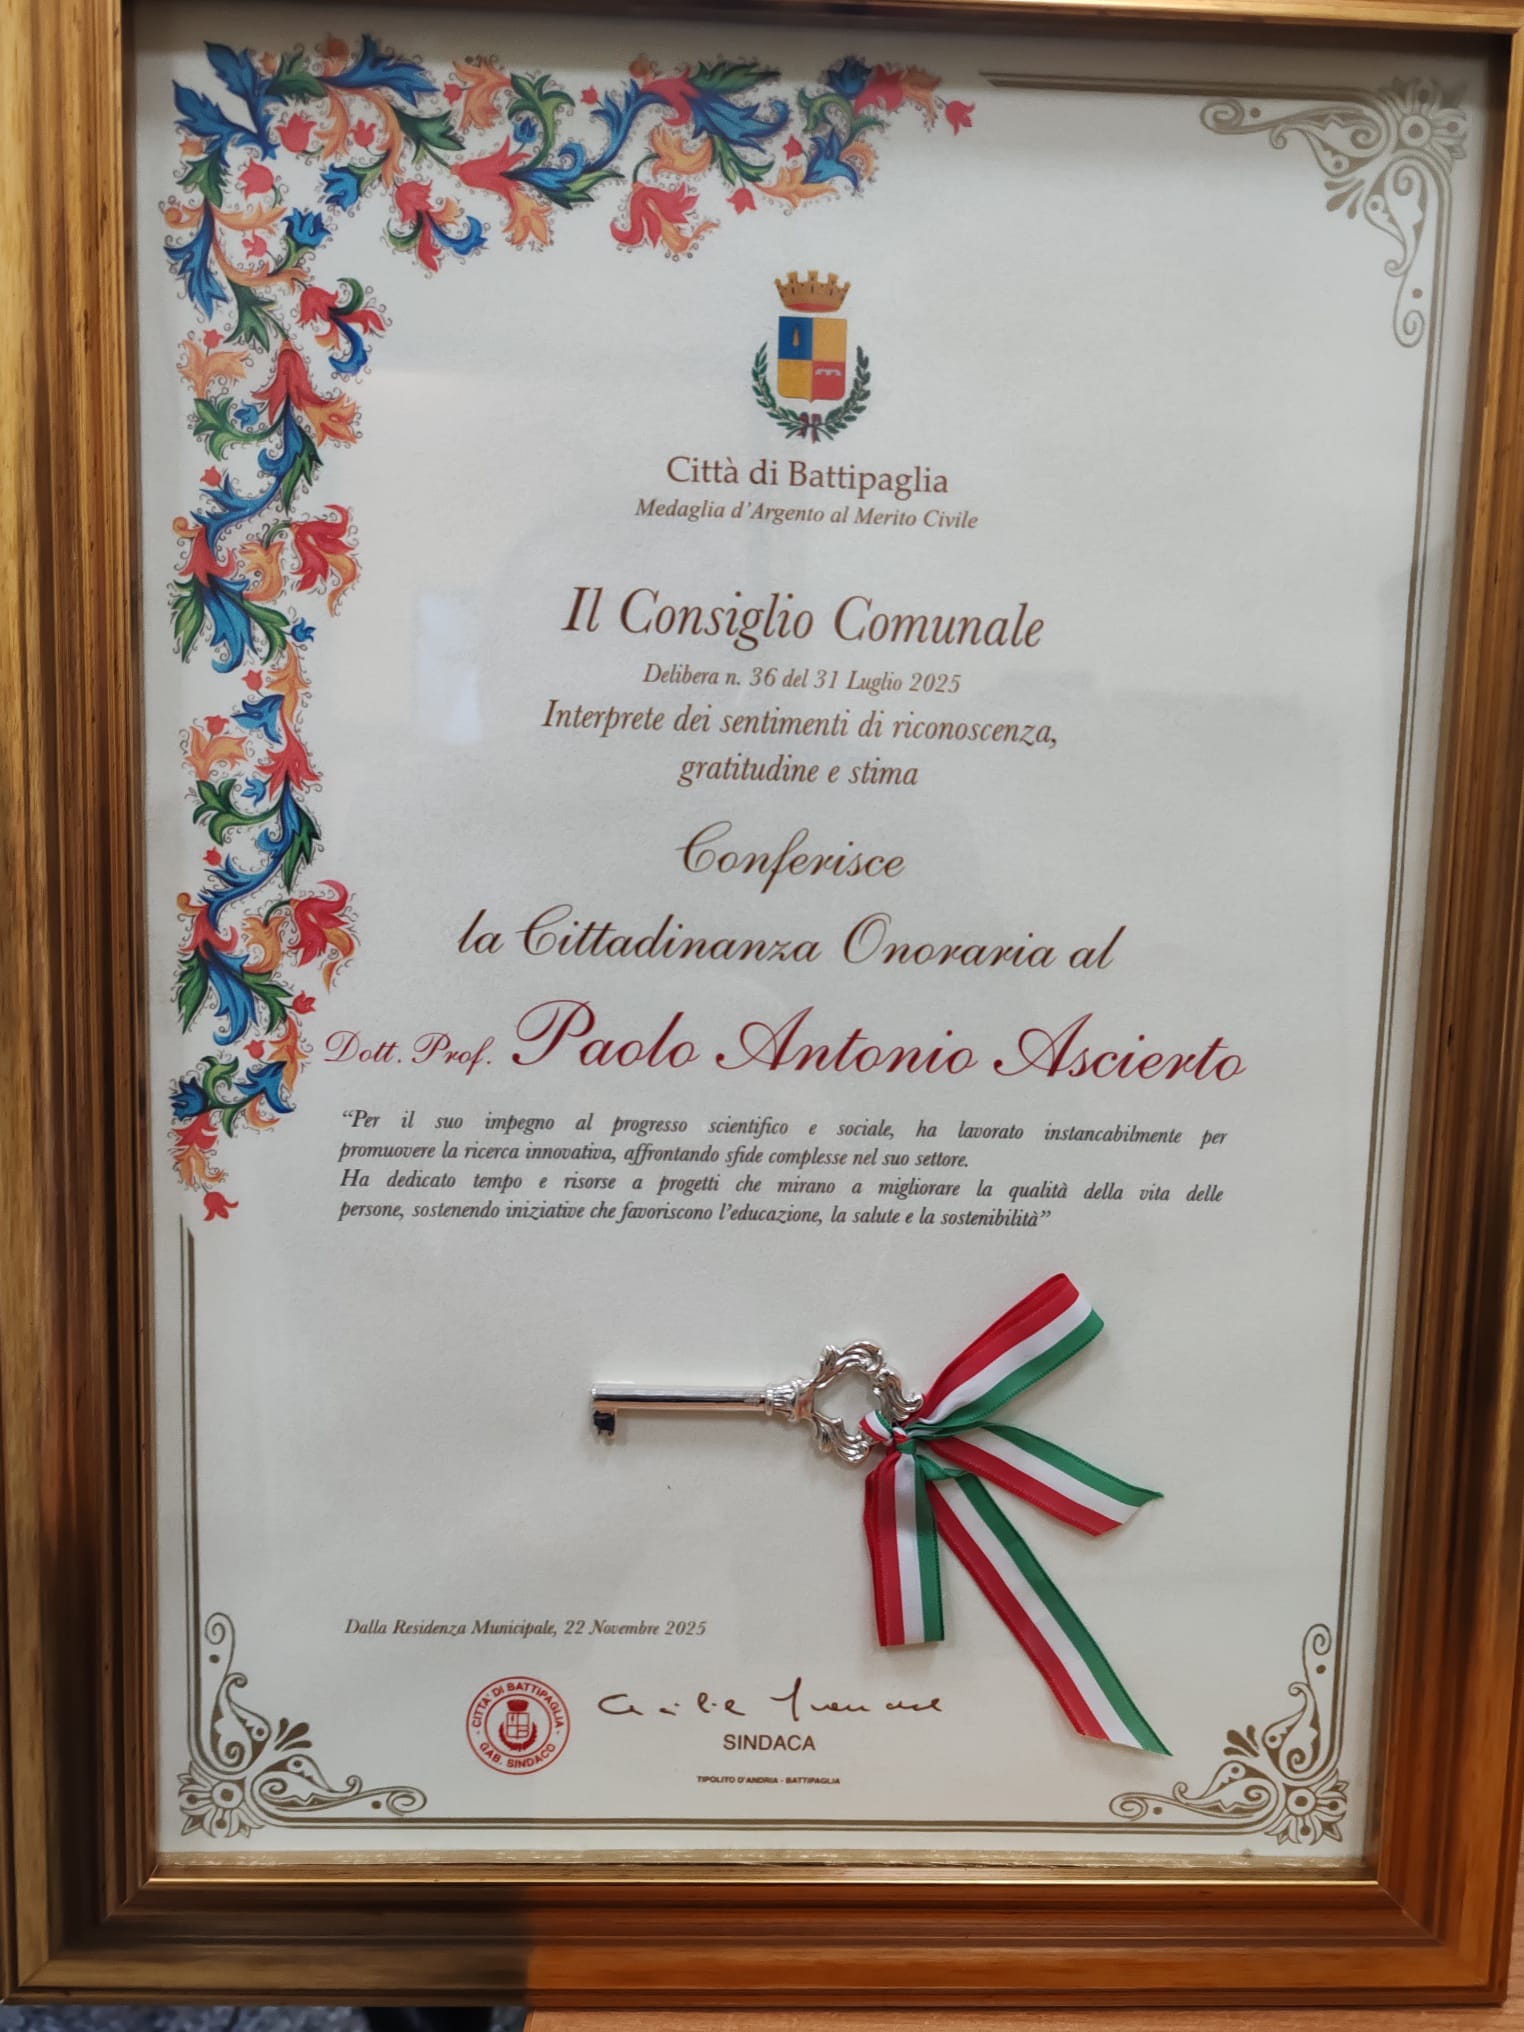 Città di Battipaglia
Medaglia d'Argento al Merito Civile
Il Consiglio Comunale
Delibera n. 36 del 31 Luglio 2025
Interprete dei sentimenti di riconoscenza,
gratitudine e stima
Conferisce
la Cittadinanza Onoraria al
Dott. Prof. Paolo Antonio Ascierto
“Per il suo impegno al progresso scientifico e sociale, ha lavorato instancabilmente per
promuovere la ricerca innovativa, affrontando sfide complesse nel suo settore.
Ha dedicato tempo e risorse a progetti che mirano a migliorare la qualità della vita delle
persone, sostenendo iniziative che favoriscono l'educazione, la salute e la sostenibilità”
Dalla Residenza Municipale, 22 Novembre 2025
CITTA' DI BATTIPAGLIA
GAB. SINDACO
SINDACA
TIPOLITO D'ANDRIA - BATTIPAGLIA